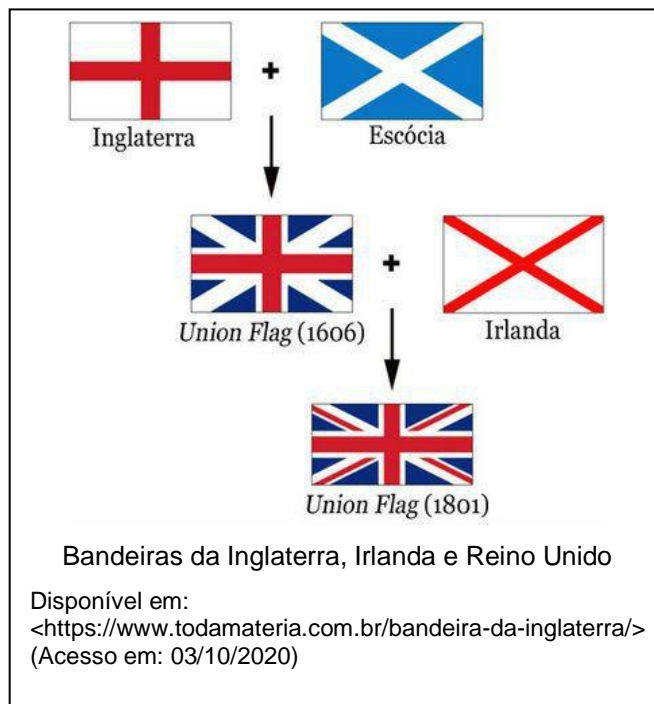 +
Inglaterra Escócia
+
Union Flag (1606) Irlanda
Union Flag (1801)
Bandeiras da Inglaterra, Irlanda e Reino Unido
Disponível em:
<https://www.todamateria.com.br/bandeira-da-inglaterra/>
(Acesso em: 03/10/2020)